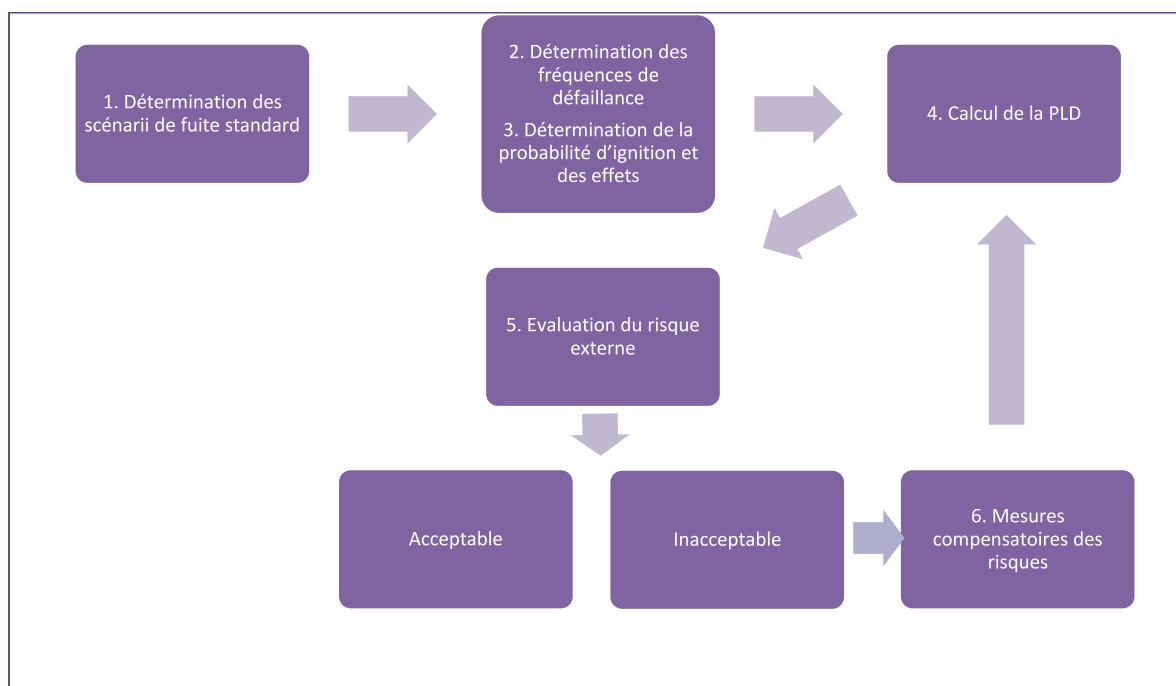 1. Détermination des
scénarii de fuite standard
2. Détermination des
fréquences de
défaillance
3. Détermination de la
probabilité d’ignition et
des effets
4. Calcul de la PLD
5. Evaluation du risque
externe
Acceptable
Inacceptable
6. Mesures
compensatoires des
risques